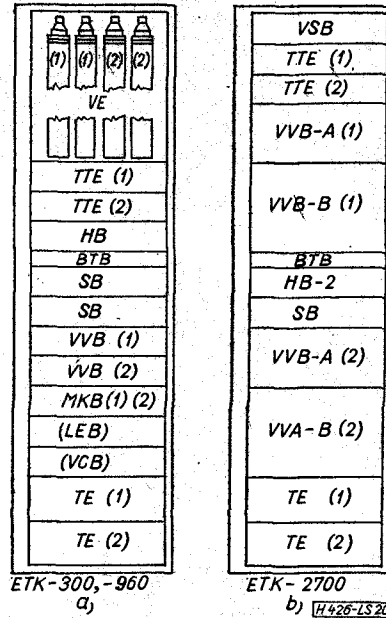 (1) (1) (2) (2)
VE
TTE (1)
TTE (2)
HB
BTB
SB
SB
VVB (1)
VVB (2)
MKB(1)(2)
(LEB)
(VCB)
TE (1)
TE (2)
ETK-300,-960
a)
VSB
TTE (1)
TTE (2)
VVB-A (1)
VVB-B (1)
BTB
HB-2
SB
VVB-A (2)
VVA-B (2)
TE (1)
TE (2)
ETK-2700
b)
H426-LS20